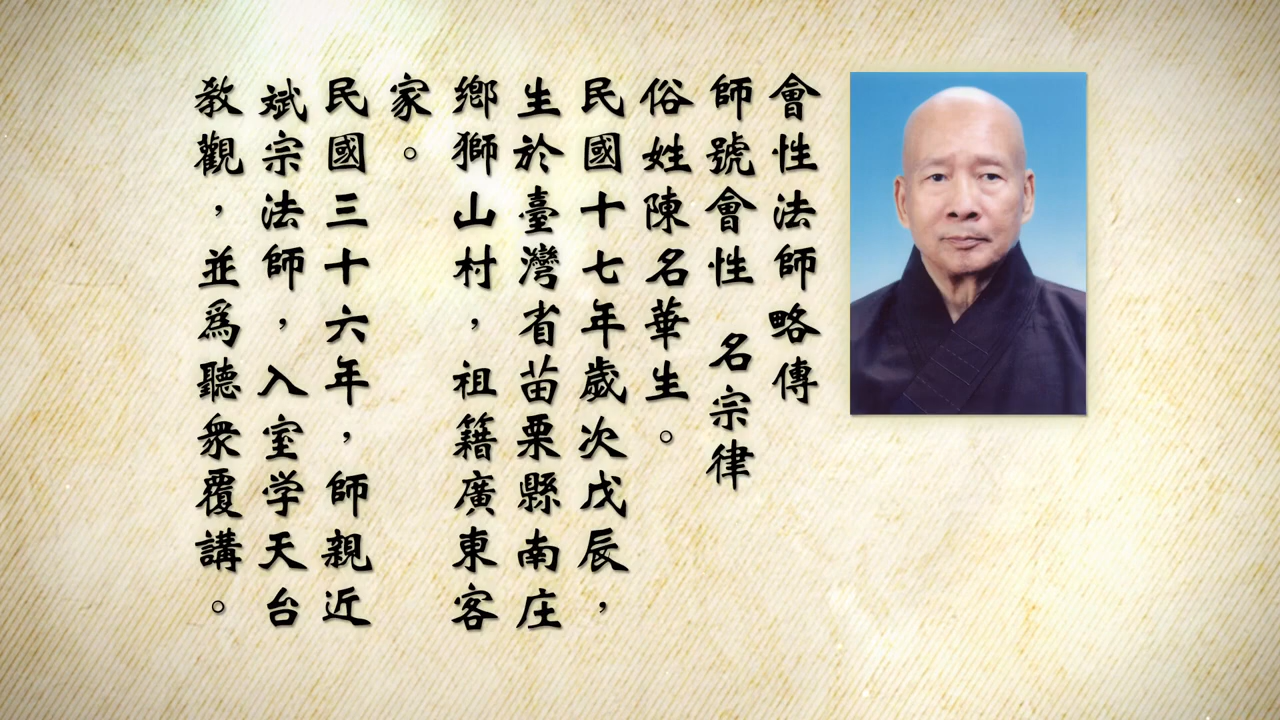 會性法師略傳
師號會性 名宗律
俗姓陳名華生。
民國十七年歲次戊辰，
生於臺灣省苗栗縣南庄
鄉獅山村，祖籍廣東客
家。
民國三十六年，師親近
斌宗法師，入室学天台
教觀，並為聽眾覆講。